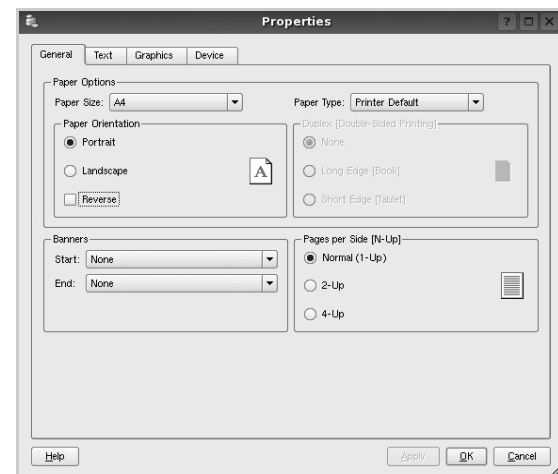 Properties
General Text Graphics Device
Paper Options
Paper Size: A4 Paper Type: Printer Default
Paper Orientation Duplex [Double-Sided Printing]
Portrait None
Landscape A Long Edge [Book]
Reverse Short Edge [Tablet]
Banners Pages per Side [N-Up]
Start: None Normal (1-Up)
End: None 2-Up
4-Up
Help Apply OK Cancel